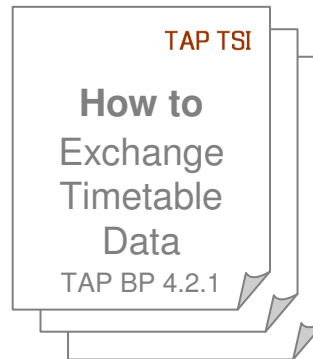 TAP TSI
How to
Exchange
Timetable
Data
TAP BP 4.2.1